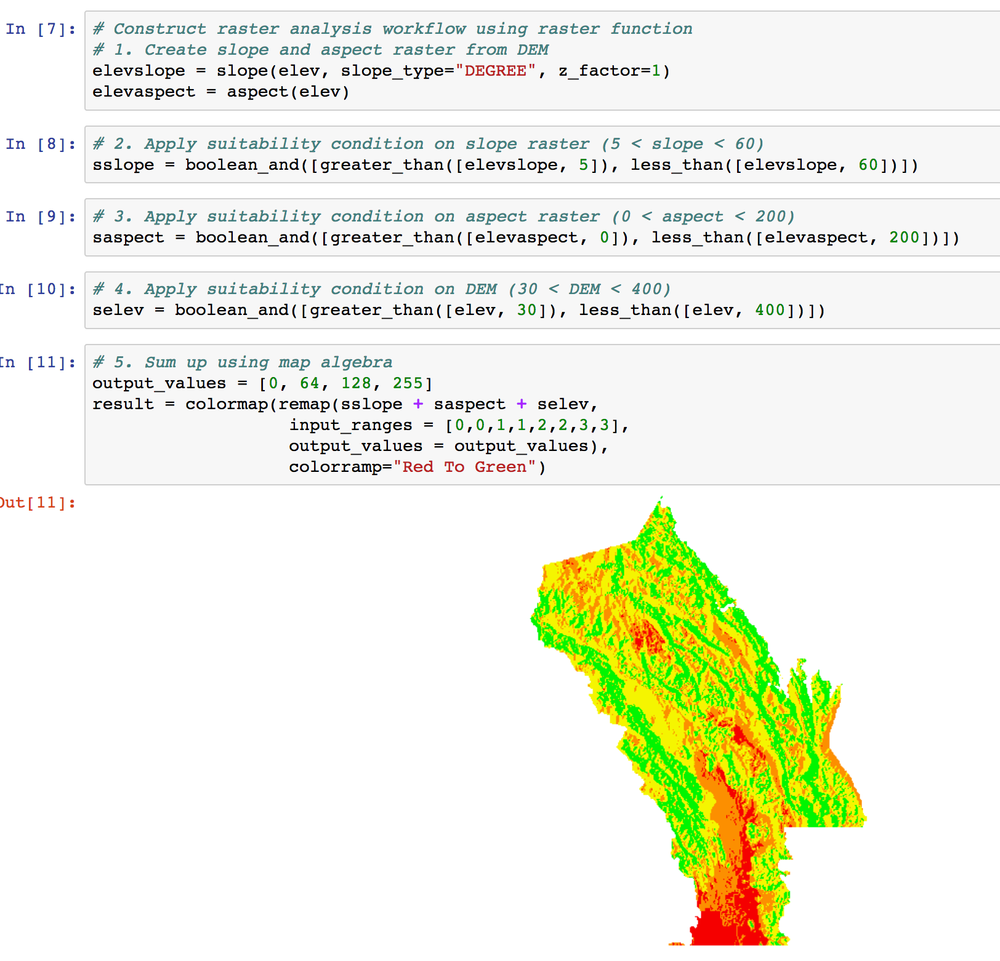 In [7]:
# Construct raster analysis workflow using raster function
# 1. Create slope and aspect raster from DEM
elevslope = slope(elev, slope_type="DEGREE", z_factor=1)
elevaspect = aspect(elev)
In [8]:
# 2. Apply suitability condition on slope raster (5 < slope < 60)
sslope = boolean_and([greater_than([elevslope, 5]), less_than([elevslope, 60])])
In [9]:
# 3. Apply suitability condition on aspect raster (0 < aspect < 200)
saspect = boolean_and([greater_than([elevaspect, 0]), less_than([elevaspect, 200])])
In [10]:
# 4. Apply suitability condition on DEM (30 < DEM < 400)
selev = boolean_and([greater_than([elev, 30]), less_than([elev, 400])])
In [11]:
# 5. Sum up using map algebra
output_values = [0, 64, 128, 255]
result = colormap(remap(sslope + saspect + selev,
input_ranges = [0,0,1,1,2,2,3,3],
output_values = output_values),
colorramp="Red To Green")
Out[11]: